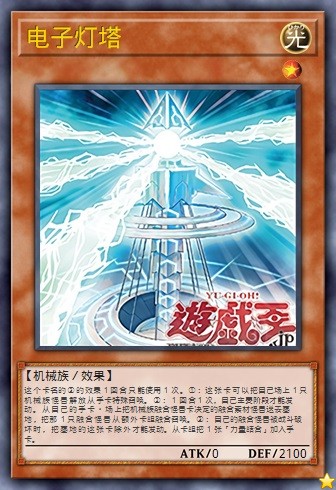 电子灯塔
光
YU-GI-OH!
遊戯王
.JP
【机械族／效果】
这个卡名的①的效果1回合只能使用1次。①：这张卡可以把自己场上1只
机械族怪兽解放从手卡特殊召唤。②：1回合1次，自己主要阶段才能发
动。从自己的手卡·场上把机械族融合怪兽卡决定的融合素材怪兽送去墓
地，把那1只融合怪兽从额外卡组融合召唤。③：自己的融合怪兽被战斗破
坏时，把墓地的这张卡除外才能发动。从卡组把1张「力量结合」加入手
卡。
ATK/0 DEF/2100